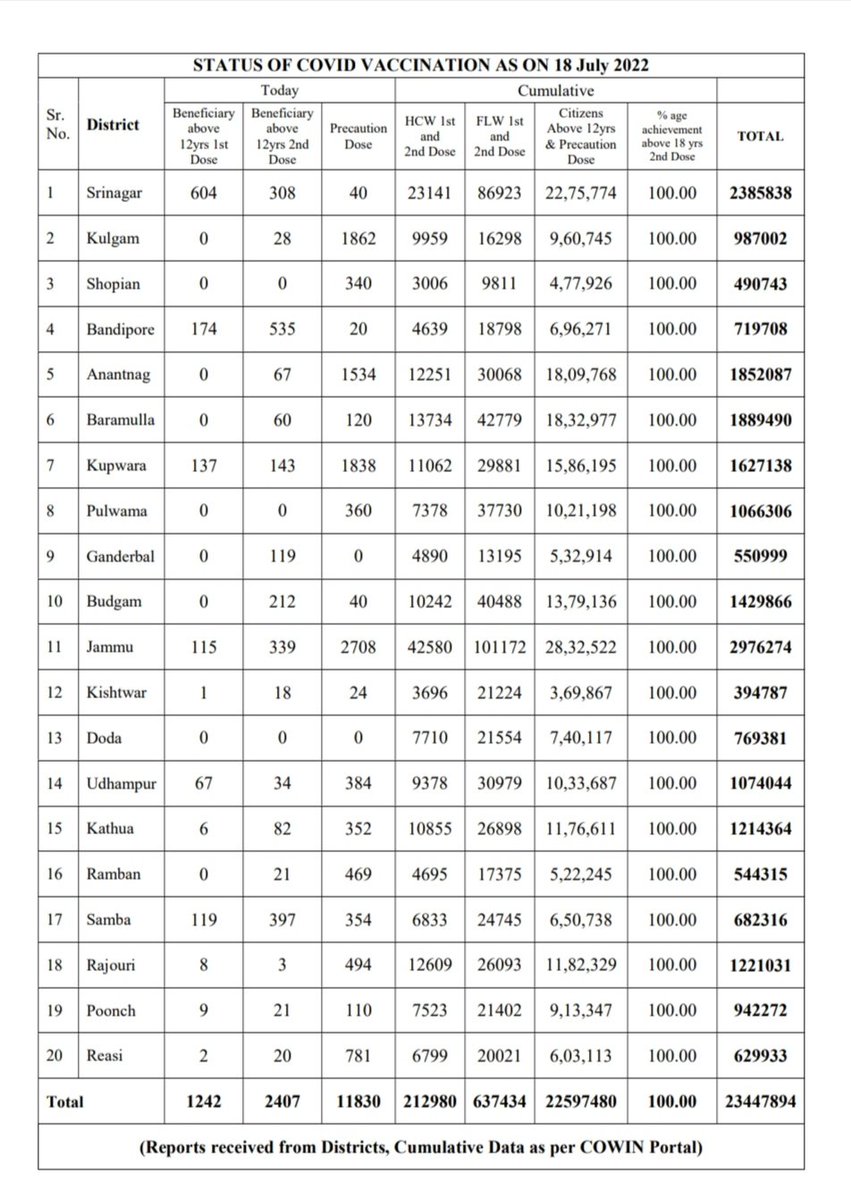 STATUS OF COVID VACCINATION AS ON 18 July 2022
Today Cumulative
Sr. No. District Beneficiary above 12yrs 1st Dose Beneficiary above 12yrs 2nd Dose Precaution Dose HCW 1st and 2nd Dose FLW 1st and 2nd Dose Citizens Above 12yrs & Precaution Dose % age achievement above 18 yrs 2nd Dose TOTAL
1 Srinagar 604 308 40 23141 86923 22,75,774 100.00 2385838
2 Kulgam 0 28 1862 9959 16298 9,60,745 100.00 987002
3 Shopian 0 0 340 3006 9811 4,77,926 100.00 490743
4 Bandipore 174 535 20 4639 18798 6,96,271 100.00 719708
5 Anantnag 0 67 1534 12251 30068 18,09,768 100.00 1852087
6 Baramulla 0 60 120 13734 42779 18,32,977 100.00 1889490
7 Kupwara 137 143 1838 11062 29881 15,86,195 100.00 1627138
8 Pulwama 0 0 360 7378 37730 10,21,198 100.00 1066306
9 Ganderbal 0 119 0 4890 13195 5,32,914 100.00 550999
10 Budgam 0 212 40 10242 40488 13,79,136 100.00 1429866
11 Jammu 115 339 2708 42580 101172 28,32,522 100.00 2976274
12 Kishtwar 1 18 24 3696 21224 3,69,867 100.00 394787
13 Doda 0 0 0 7710 21554 7,40,117 100.00 769381
14 Udhampur 67 34 384 9378 30979 10,33,687 100.00 1074044
15 Kathua 6 82 352 10855 26898 11,76,611 100.00 1214364
16 Ramban 0 21 469 4695 17375 5,22,245 100.00 544315
17 Samba 119 397 354 6833 24745 6,50,738 100.00 682316
18 Rajouri 8 3 494 12609 26093 11,82,329 100.00 1221031
19 Poonch 9 21 110 7523 21402 9,13,347 100.00 942272
20 Reasi 2 20 781 6799 20021 6,03,113 100.00 629933
Total 1242 2407 11830 212980 637434 22597480 100.00 23447894
(Reports received from Districts, Cumulative Data as per COWIN Portal)